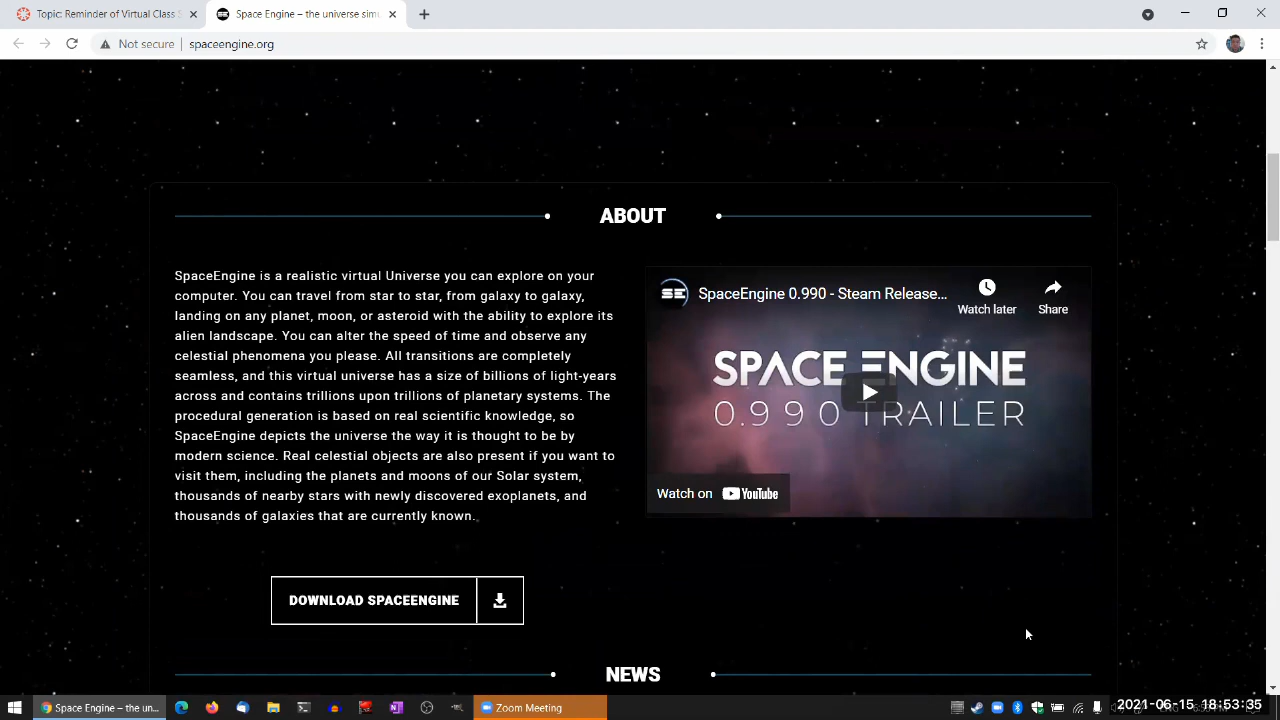 Topic: Reminder of Virtual Class S
Space Engine – the universe simu
Not secure
spaceengine.org
ABOUT
SpaceEngine is a realistic virtual Universe you can explore on your
computer. You can travel from star to star, from galaxy to galaxy,
landing on any planet, moon, or asteroid with the ability to explore its
alien landscape. You can alter the speed of time and observe any
celestial phenomena you please. All transitions are completely
seamless, and this virtual universe has a size of billions of light-years
across and contains trillions upon trillions of planetary systems. The
procedural generation is based on real scientific knowledge, so
SpaceEngine depicts the universe the way it is thought to be by
modern science. Real celestial objects are also present if you want to
visit them, including the planets and moons of our Solar system,
thousands of nearby stars with newly discovered exoplanets, and
thousands of galaxies that are currently known.
SE
SpaceEngine 0.990 - Steam Release...
Watch later
Share
SPACE ENGINE
0.990 TRAILER
Watch on YouTube
DOWNLOAD SPACEENGINE
NEWS
Space Engine – the un...
Zoom Meeting
2021-06-15 18:53:35